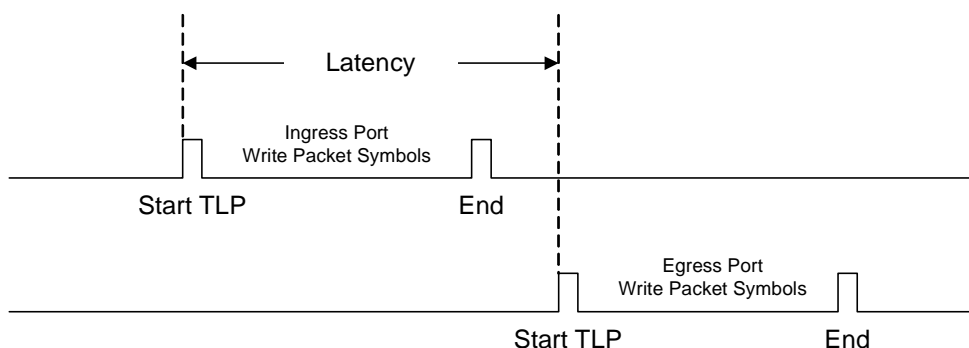 Latency
Ingress Port
Write Packet Symbols
Start TLP
End
Egress Port
Write Packet Symbols
Start TLP
End